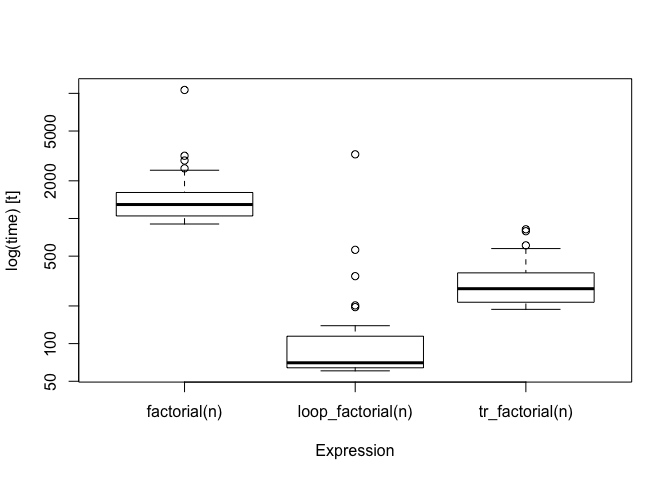 log(time) [t]
5000
2000
500
100
50
factorial(n) loop_factorial(n) tr_factorial(n)
Expression